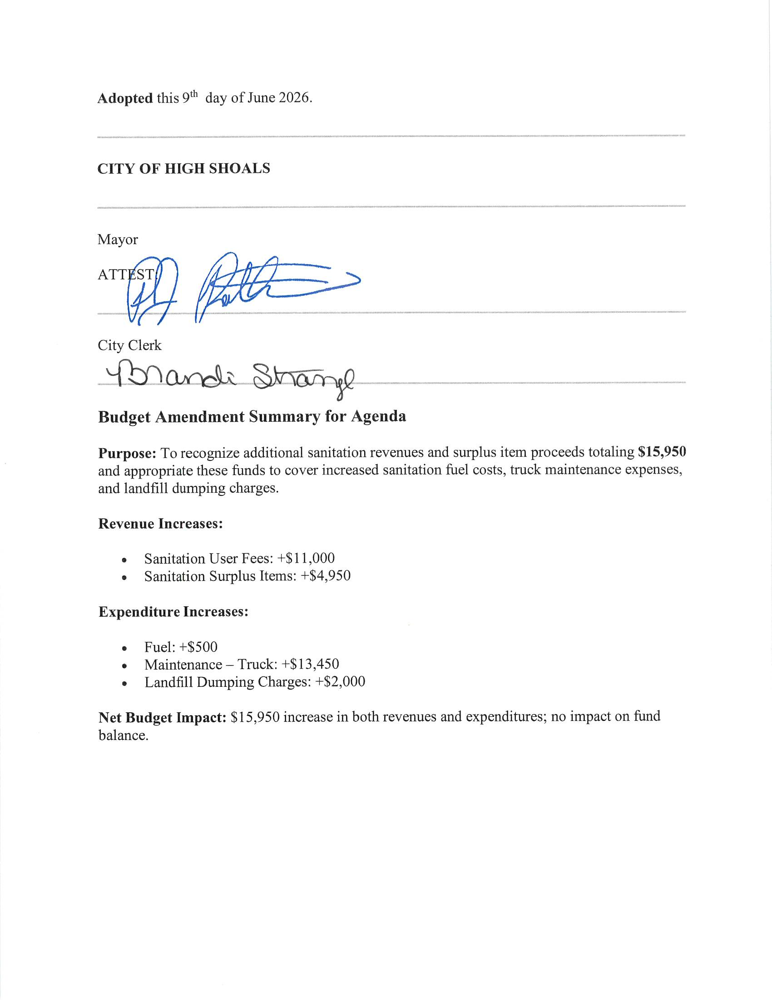 Adopted this 9th day of June 2026.
CITY OF HIGH SHOALS
Mayor
ATTEST:
City Clerk
Brandi Strange
Budget Amendment Summary for Agenda
Purpose: To recognize additional sanitation revenues and surplus item proceeds totaling $15,950
and appropriate these funds to cover increased sanitation fuel costs, truck maintenance expenses,
and landfill dumping charges.
Revenue Increases:
• Sanitation User Fees: +$11,000
• Sanitation Surplus Items: +$4,950
Expenditure Increases:
• Fuel: +$500
• Maintenance – Truck: +$13,450
• Landfill Dumping Charges: +$2,000
Net Budget Impact: $15,950 increase in both revenues and expenditures; no impact on fund
balance.